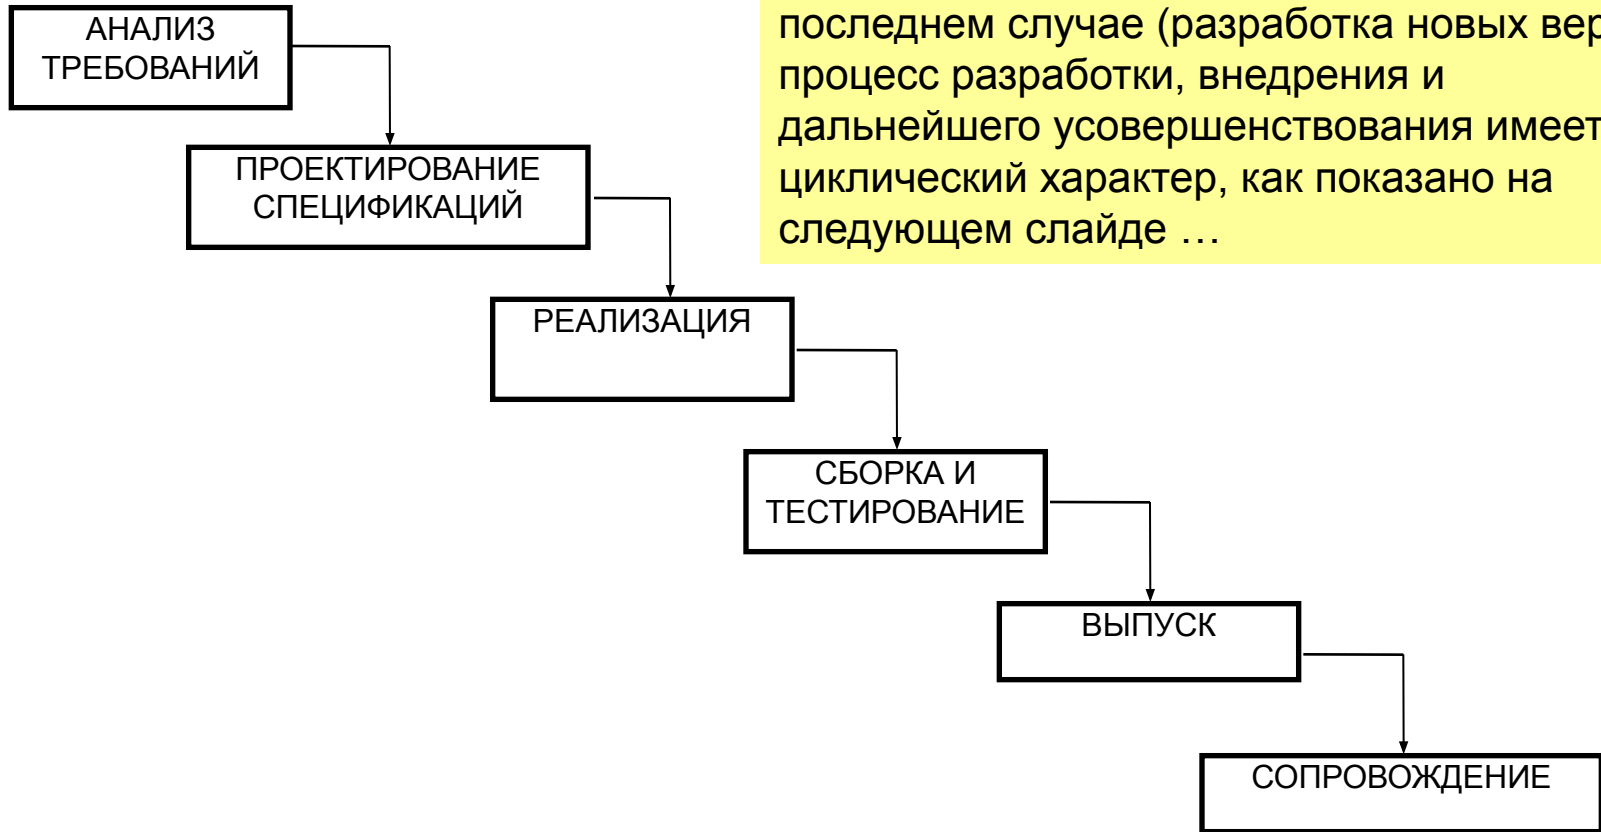 АНАЛИЗ
ТРЕБОВАНИЙ
последнем случае (разработка новых
процесс разработки, внедрения и
дальнейшего усовершенствования имеет
циклический характер, как показано на
следующем слайде …
ПРОЕКТИРОВАНИЕ
СПЕЦИФИКАЦИЙ
РЕАЛИЗАЦИЯ
СБОРКА И
ТЕСТИРОВАНИЕ
ВЫПУСК
СОПРОВОЖДЕНИЕ